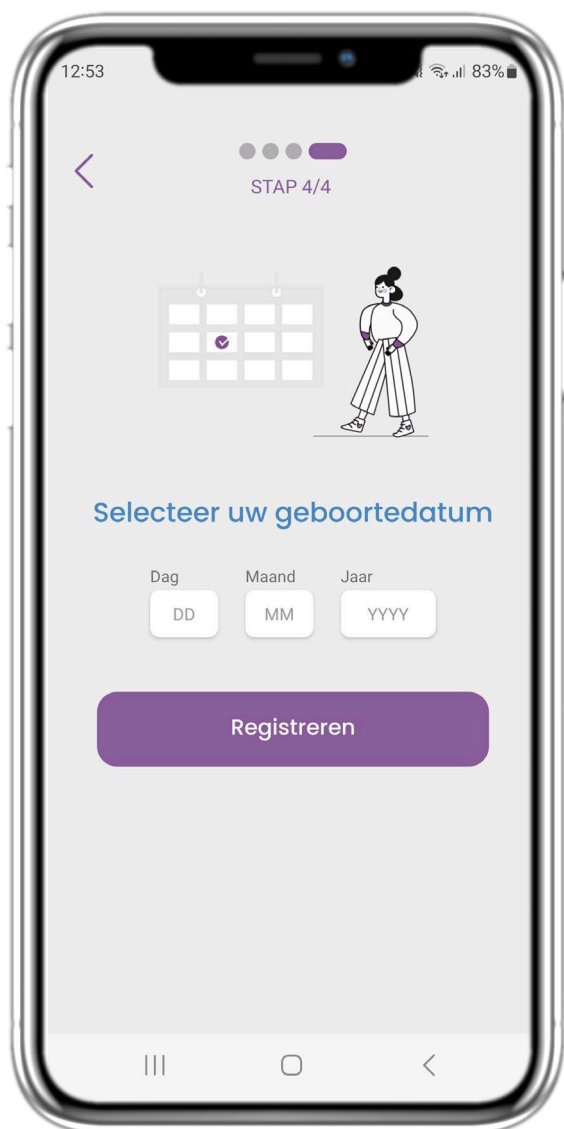 12:53
83%
STAP 4/4
Selecteer uw geboortedatum
Dag Maand Jaar
DD MM YYYY
Registreren